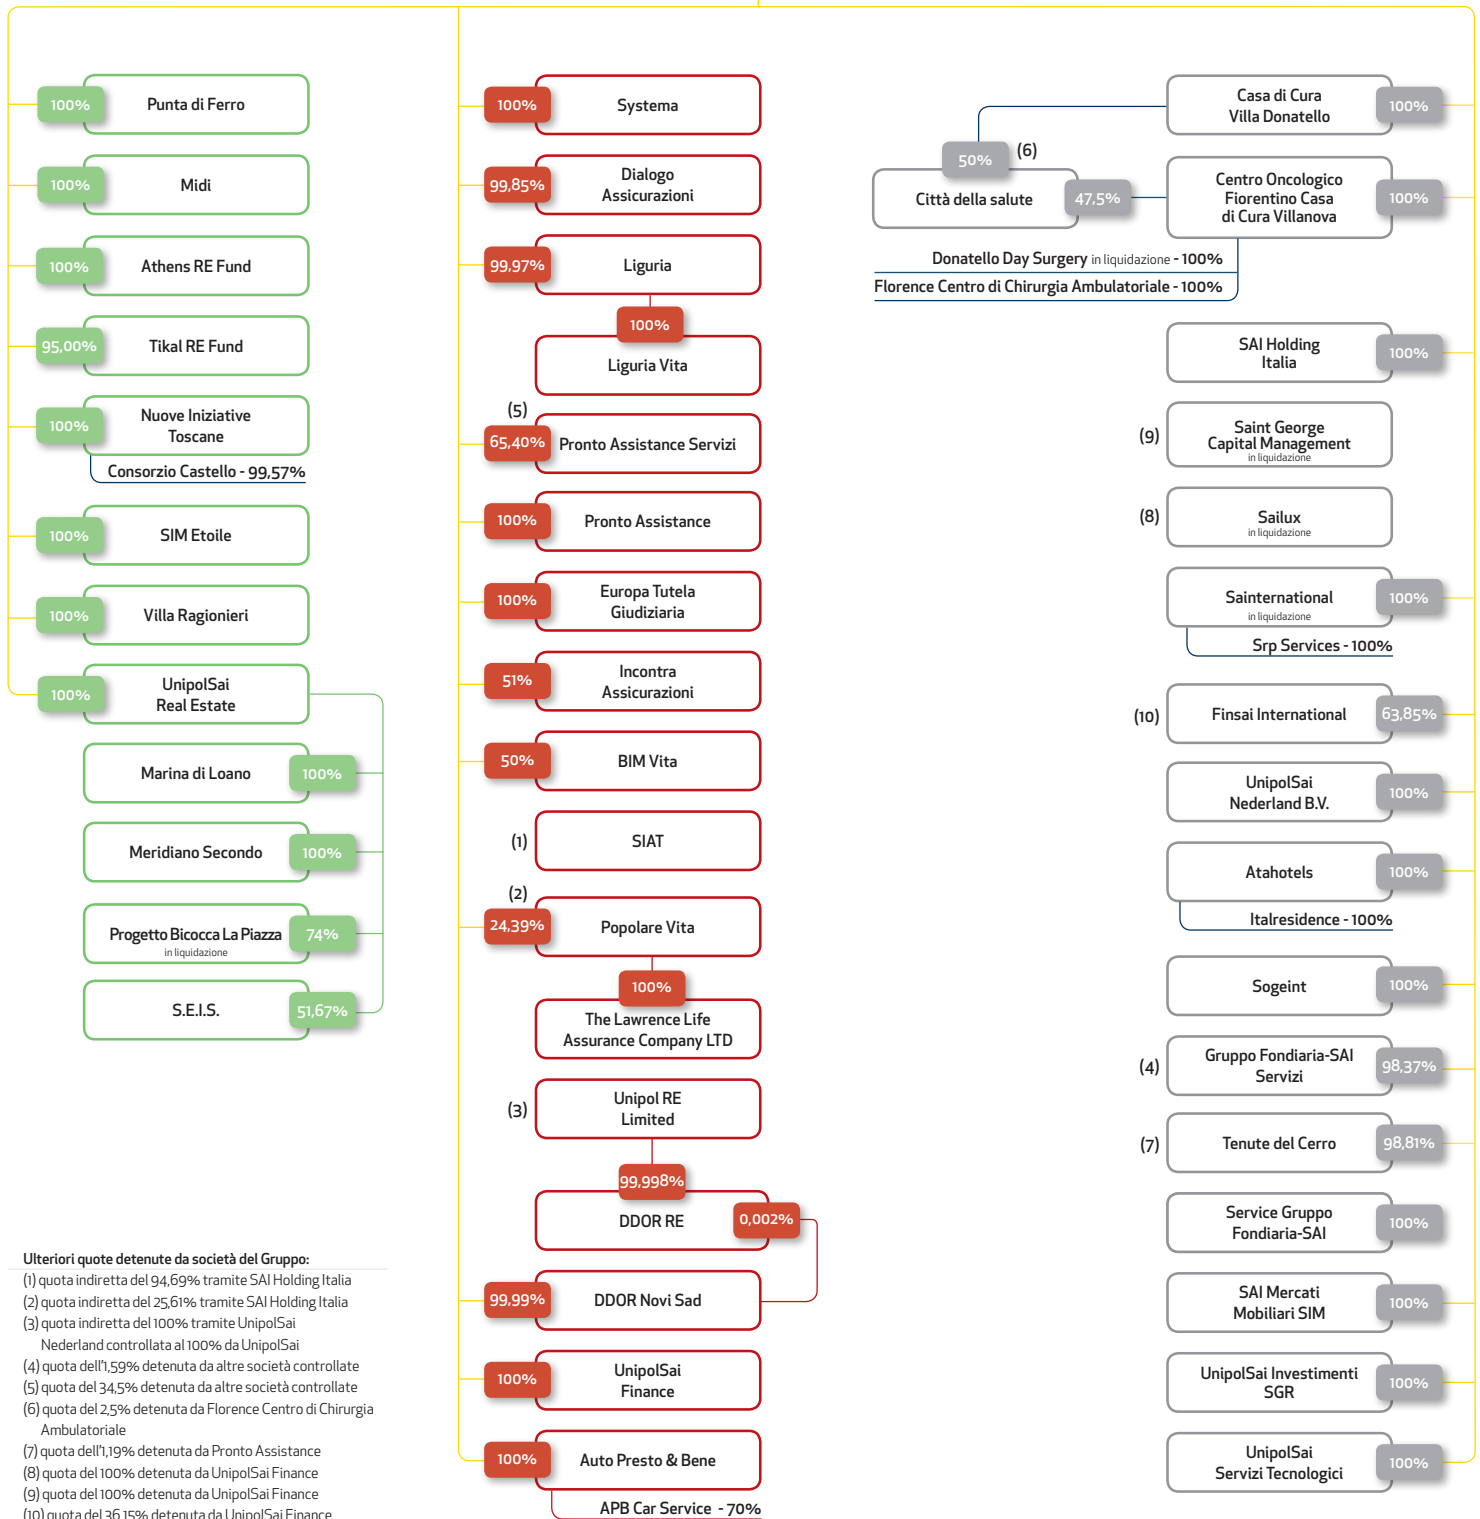 100%
Punta di Ferro
100%
Midi
100%
Athens RE Fund
95,00%
Tikal RE Fund
100%
Nuove Iniziative
Toscane
Consorzio Castello - 99,57%
100%
SIM Etoile
100%
Villa Ragionieri
100%
UnipolSai
Real Estate
Marina di Loano
100%
Meridiano Secondo
100%
Progetto Bicocca La Piazza
in liquidazione
74%
S.E.I.S.
51,67%
Ulteriori quote detenute da società del Gruppo:
(1) quota indiretta del 94,69% tramite SAI Holding Italia
(2) quota indiretta del 25,61% tramite SAI Holding Italia
(3) quota indiretta del 100% tramite UnipolSai
Nederland controllata al 100% da UnipolSai
(4) quota dell'1,59% detenuta da altre società controllate
(5) quota del 34,5% detenuta da altre società controllate
(6) quota del 2,5% detenuta da Florence Centro di Chirurgia
Ambulatoriale
(7) quota dell'1,19% detenuta da Pronto Assistance
(8) quota del 100% detenuta da UnipolSai Finance
(9) quota del 100% detenuta da UnipolSai Finance
(10) quota del 36,15% detenuta da UnipolSai Finance
100%
Systema
99,85%
Dialogo
Assicurazioni
99,97%
Liguria
100%
Liguria Vita
(5)
65,40%
Pronto Assistance Servizi
100%
Pronto Assistance
100%
Europa Tutela
Giudiziaria
51%
Incontra
Assicurazioni
50%
BIM Vita
(1)
SIAT
(2)
24,39%
Popolare Vita
100%
The Lawrence Life
Assurance Company LTD
(3)
Unipol RE
Limited
99,998%
DDOR RE
0,002%
99,99%
DDOR Novi Sad
100%
UnipolSai
Finance
100%
Auto Presto & Bene
APB Car Service - 70%
Casa di Cura
Villa Donatello
100%
50%
(6)
Città della salute
47,5%
Centro Oncologico
Fiorentino Casa
di Cura Villanova
100%
Donatello Day Surgery in liquidazione - 100%
Florence Centro di Chirurgia Ambulatoriale - 100%
SAI Holding
Italia
100%
(9)
Saint George
Capital Management
in liquidazione
(8)
Sailux
in liquidazione
Sainternational
in liquidazione
100%
Srp Services - 100%
(10)
Finsai International
63,85%
UnipolSai
Nederland B.V.
100%
Atahotels
100%
Italresidence - 100%
Sogeint
100%
(4)
Gruppo Fondiaria-SAI
Servizi
98,37%
(7)
Tenute del Cerro
98,81%
Service Gruppo
Fondiaria-SAI
100%
SAI Mercati
Mobiliari SIM
100%
UnipolSai Investimenti
SGR
100%
UnipolSai
Servizi Tecnologici
100%